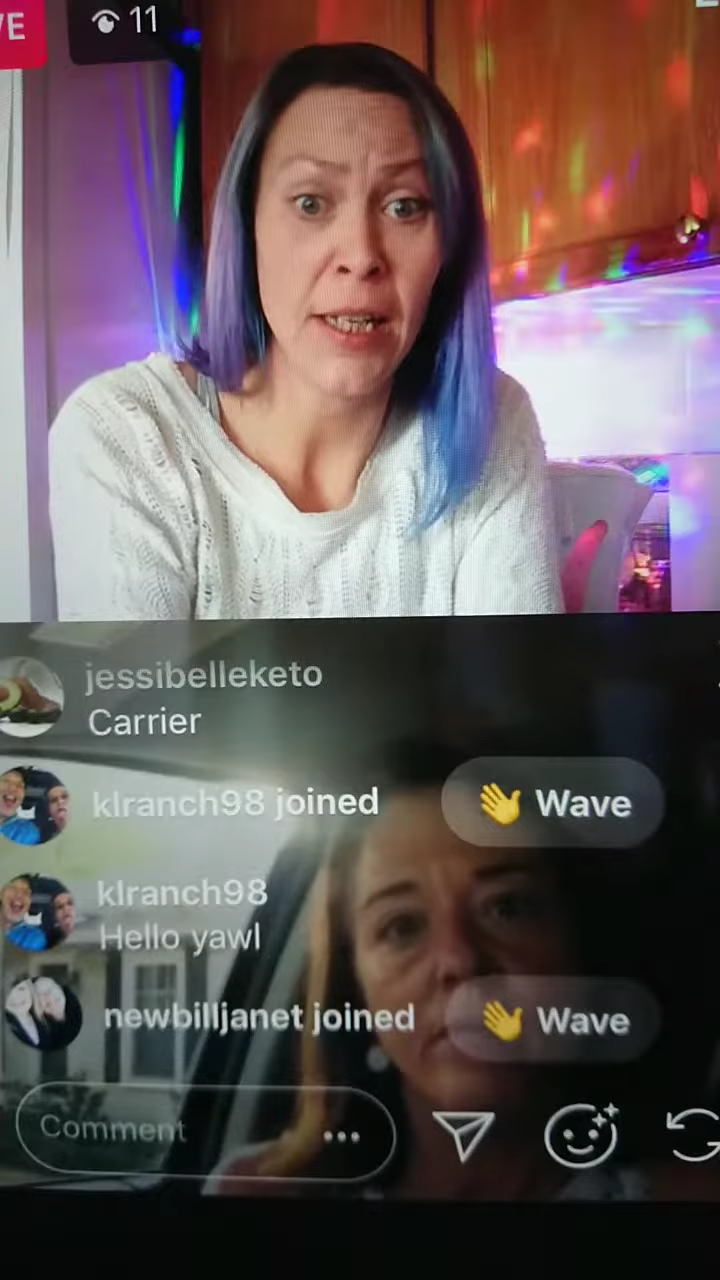 VE
11
jessibelleketo
Carrier
klranch98 joined
Wave
klranch98
Hello yawl
newbilljanet joined
Wave
Comment